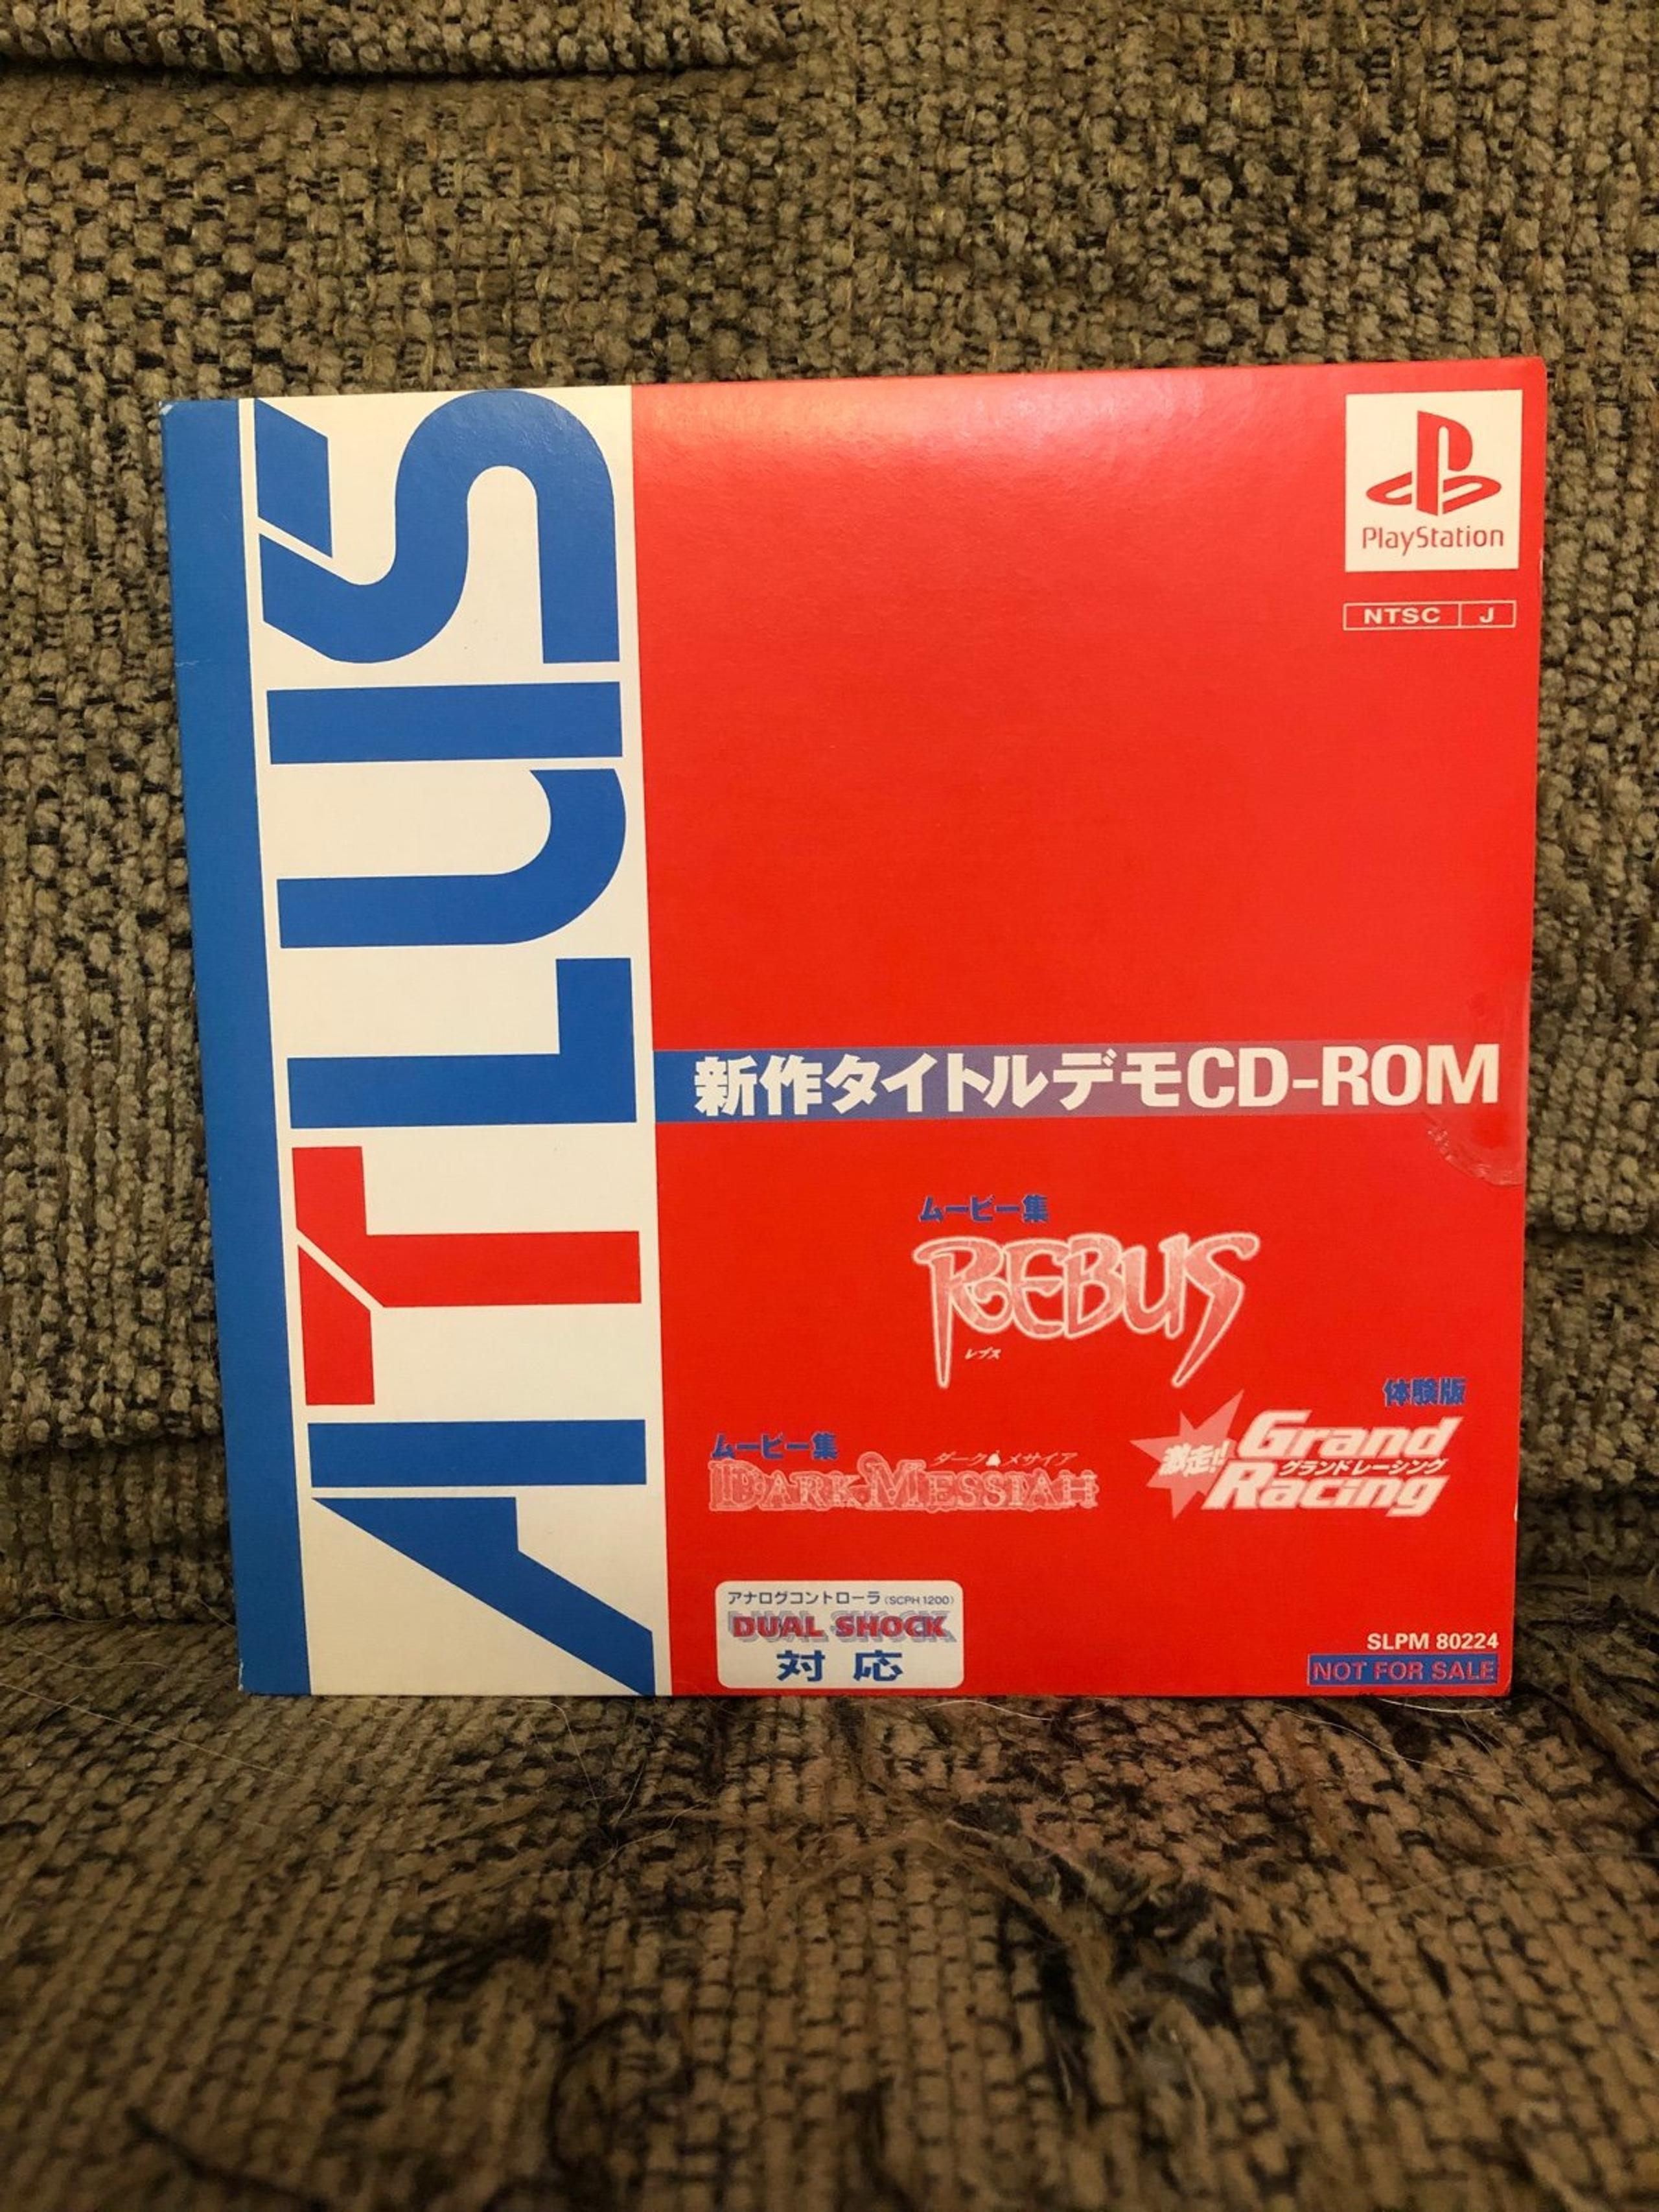 ATLUS
PlayStation
NTSC J
新作タイトルデモCD-ROM
ムービー集
REBUS
レブス
体験版
激走!! Grand
グランドレーシング
Racing
ムービー集
ダーク メサイア
DARK MESSIAH
アナログコントローラ(SCPH 1200)
DUAL SHOCK
対応
SLPM 80224
NOT FOR SALE